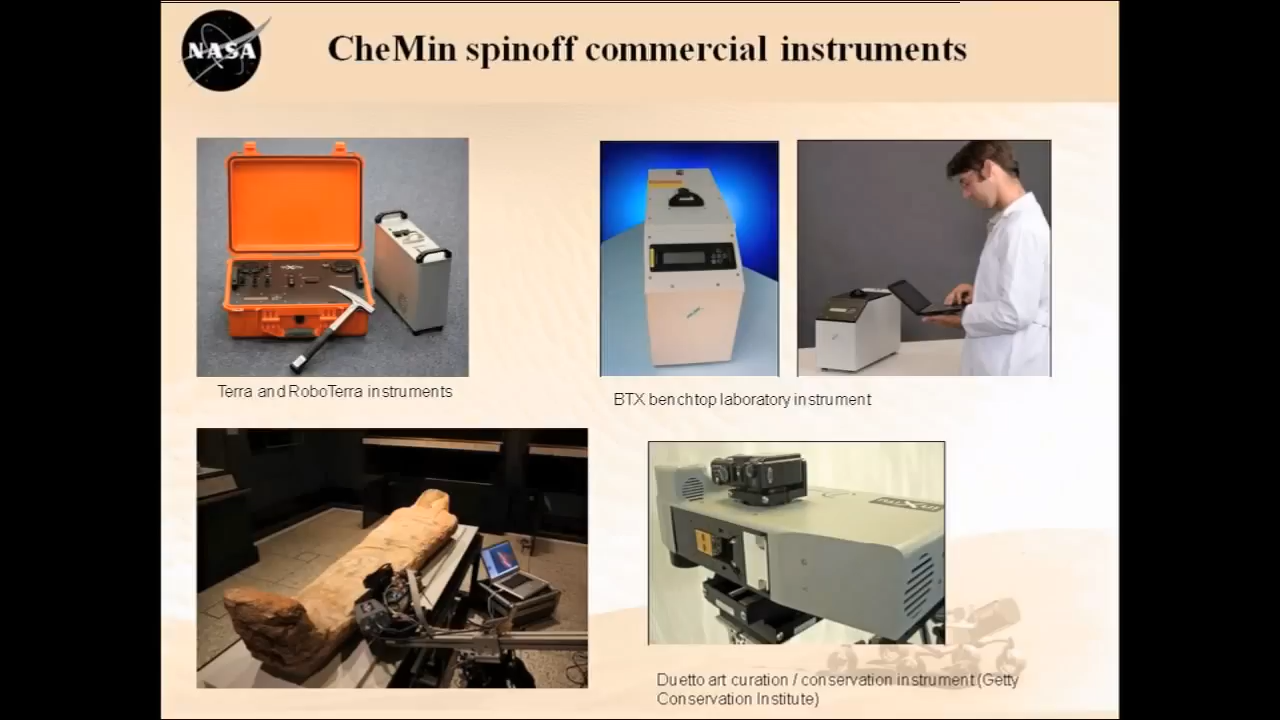 NASA
CheMin spinoff commercial instruments
Terra and RoboTerra instruments
BTX benchtop laboratory instrument
Duetto art curation / conservation instrument (Getty
Conservation Institute)